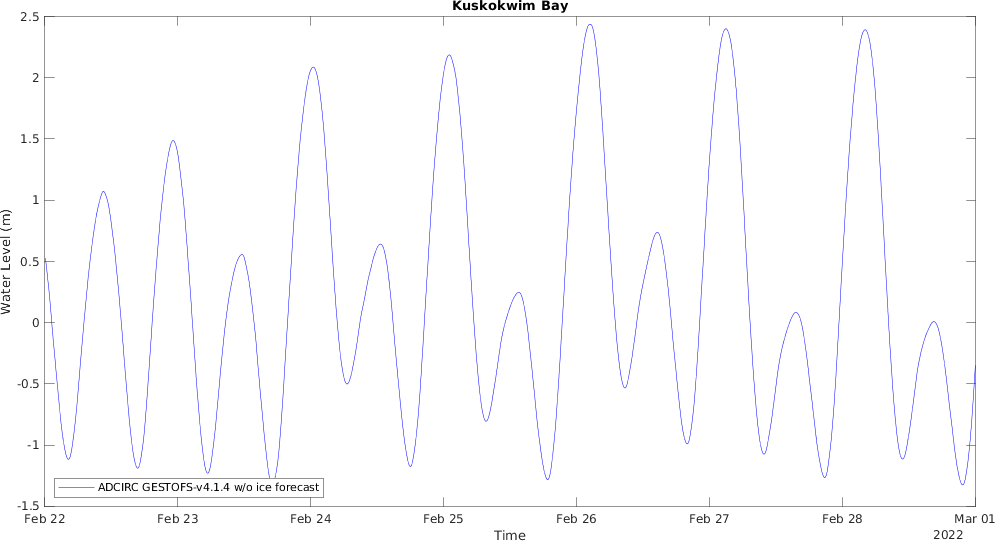 Kuskokwim Bay
2.5
2
1.5
1
0.5
0
-0.5
-1
-1.5
Water Level (m)
ADCIRC GESTOFS-v4.1.4 w/o ice forecast
Feb 22 Feb 23 Feb 24 Feb 25 Feb 26 Feb 27 Feb 28 Mar 01
Time
2022